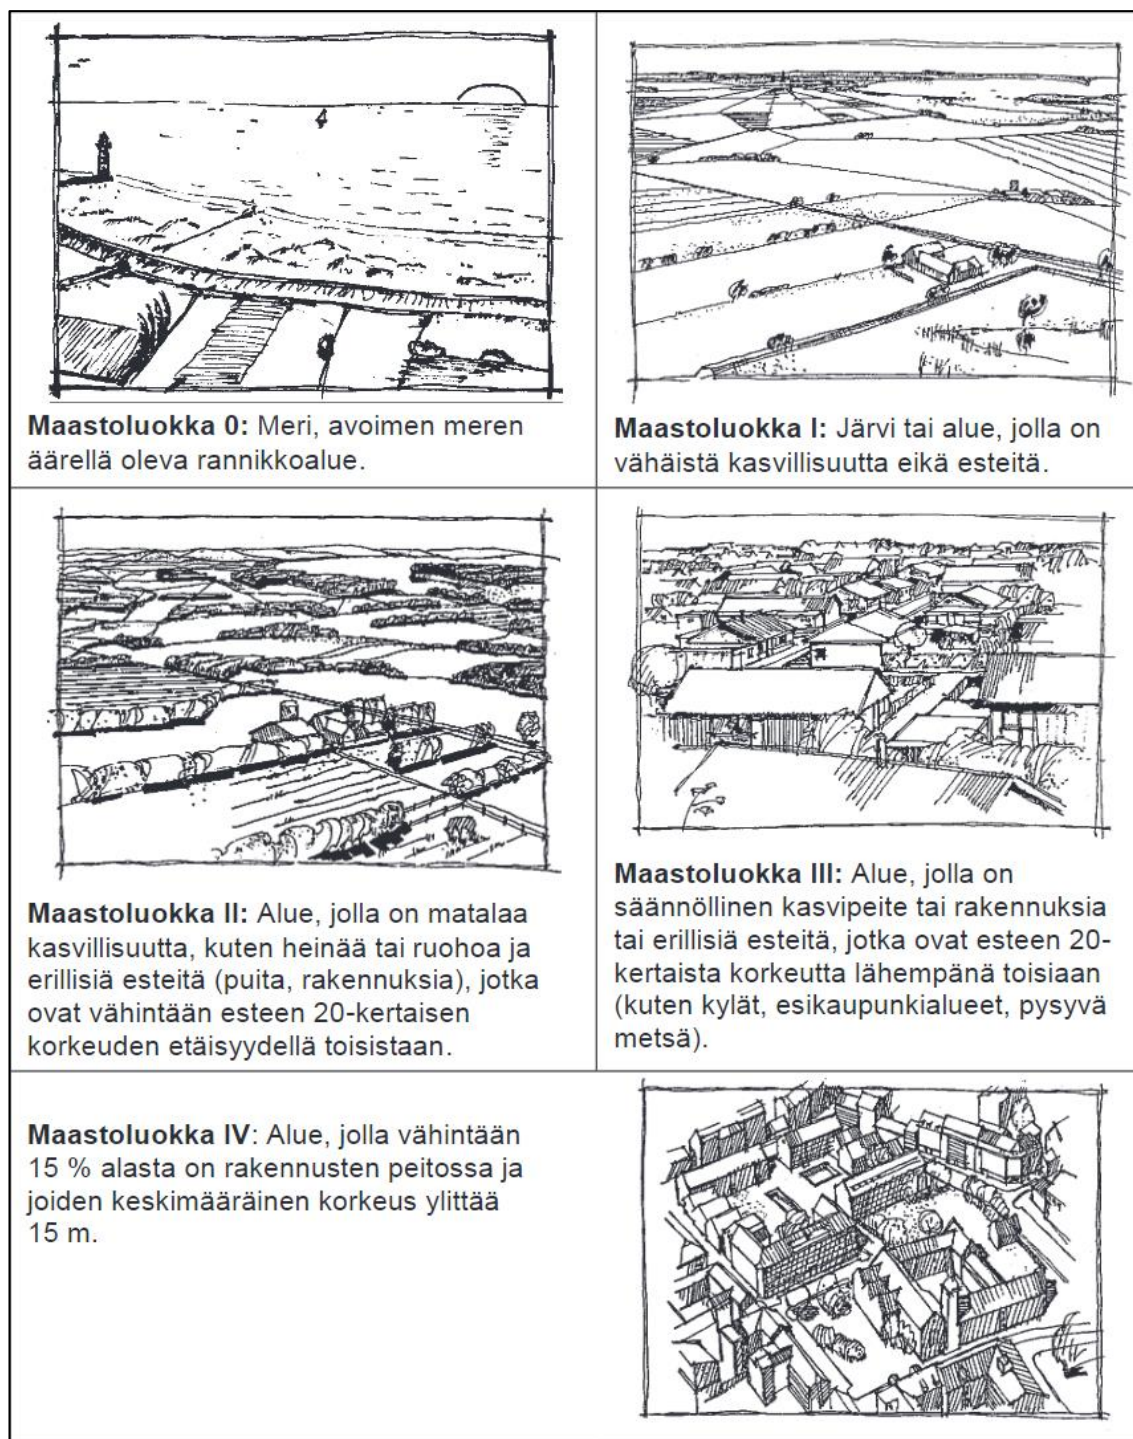 Maastoluokka 0: Meri, avoimen meren
äärellä oleva rannikkoalue.
Maastoluokka I: Järvi tai alue, jolla on
vähäistä kasvillisuutta eikä esteitä.
Maastoluokka II: Alue, jolla on matalaa
kasvillisuutta, kuten heinää tai ruohoa ja
erillisiä esteitä (puita, rakennuksia), jotka
ovat vähintään esteen 20-kertaisen
korkeuden etäisyydellä toisistaan.
Maastoluokka III: Alue, jolla on
säännöllinen kasvipeite tai rakennuksia
tai erillisiä esteitä, jotka ovat esteen 20-
kertaista korkeutta lähempänä toisiaan
(kuten kylät, esikaupunkialueet, pysyvä
metsä).
Maastoluokka IV: Alue, jolla vähintään
15 % alasta on rakennusten peitossa ja
joiden keskimääräinen korkeus ylittää
15 m.